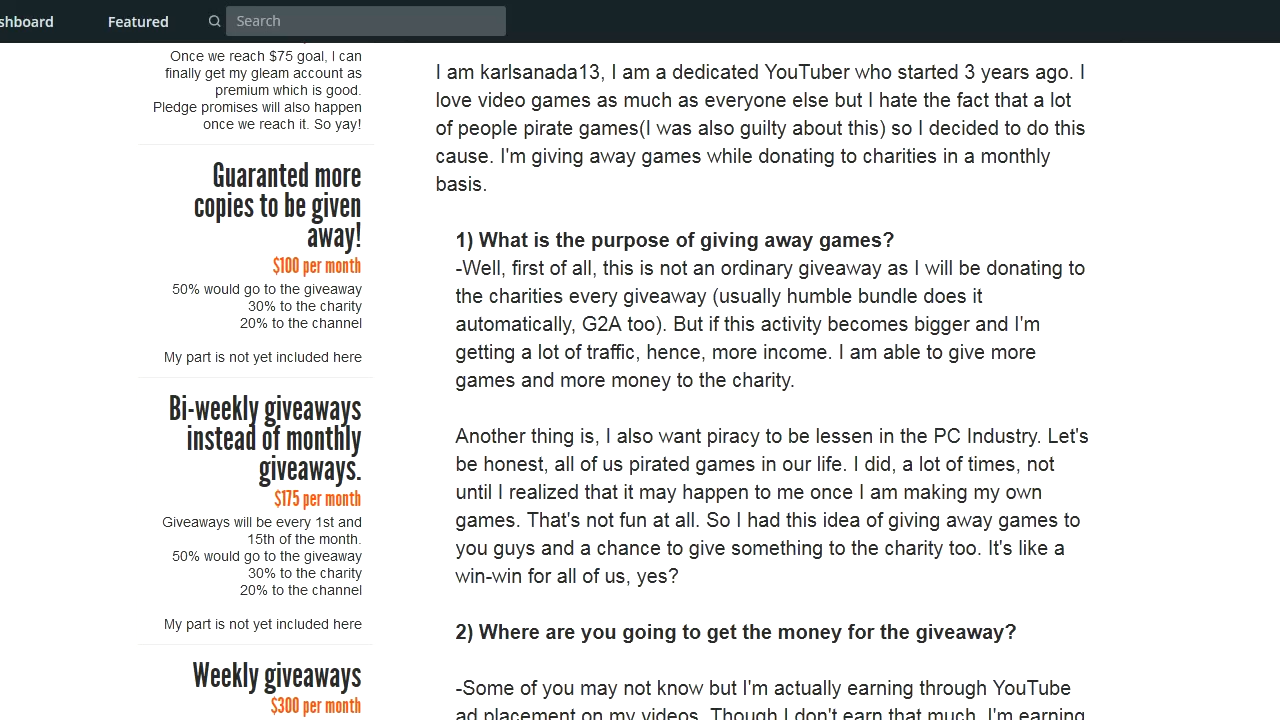 shboard
Featured
Search
Once we reach $75 goal, I can
finally get my gleam account as
premium which is good.
Pledge promises will also happen
once we reach it. So yay!
Guaranted more
copies to be given
away!
$100 per month
50% would go to the giveaway
30% to the charity
20% to the channel
My part is not yet included here
Bi-weekly giveaways
instead of monthly
giveaways.
$175 per month
Giveaways will be every 1st and
15th of the month.
50% would go to the giveaway
30% to the charity
20% to the channel
My part is not yet included here
Weekly giveaways
$300 per month
I am karlsanada13, I am a dedicated YouTuber who started 3 years ago. I
love video games as much as everyone else but I hate the fact that a lot
of people pirate games(I was also guilty about this) so I decided to do this
cause. I'm giving away games while donating to charities in a monthly
basis.
1) What is the purpose of giving away games?
-Well, first of all, this is not an ordinary giveaway as I will be donating to
the charities every giveaway (usually humble bundle does it
automatically, G2A too). But if this activity becomes bigger and I'm
getting a lot of traffic, hence, more income. I am able to give more
games and more money to the charity.
Another thing is, I also want piracy to be lessen in the PC Industry. Let's
be honest, all of us pirated games in our life. I did, a lot of times, not
until I realized that it may happen to me once I am making my own
games. That's not fun at all. So I had this idea of giving away games to
you guys and a chance to give something to the charity too. It's like a
win-win for all of us, yes?
2) Where are you going to get the money for the giveaway?
-Some of you may not know but I'm actually earning through YouTube
ad placement on my videos. Though I don't earn that much, I'm earning